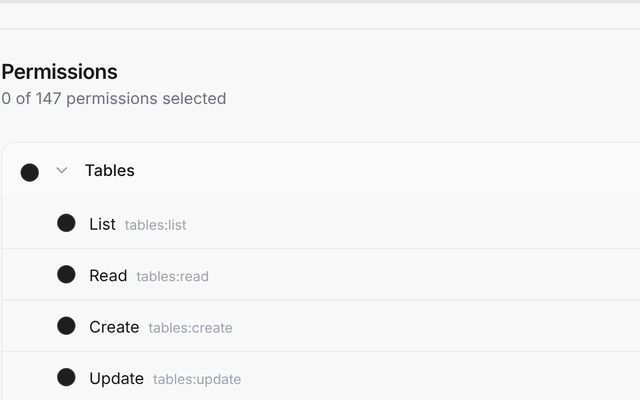 Permissions
0 of 147 permissions selected
Tables
List tables:list
Read tables:read
Create tables:create
Update tables:update